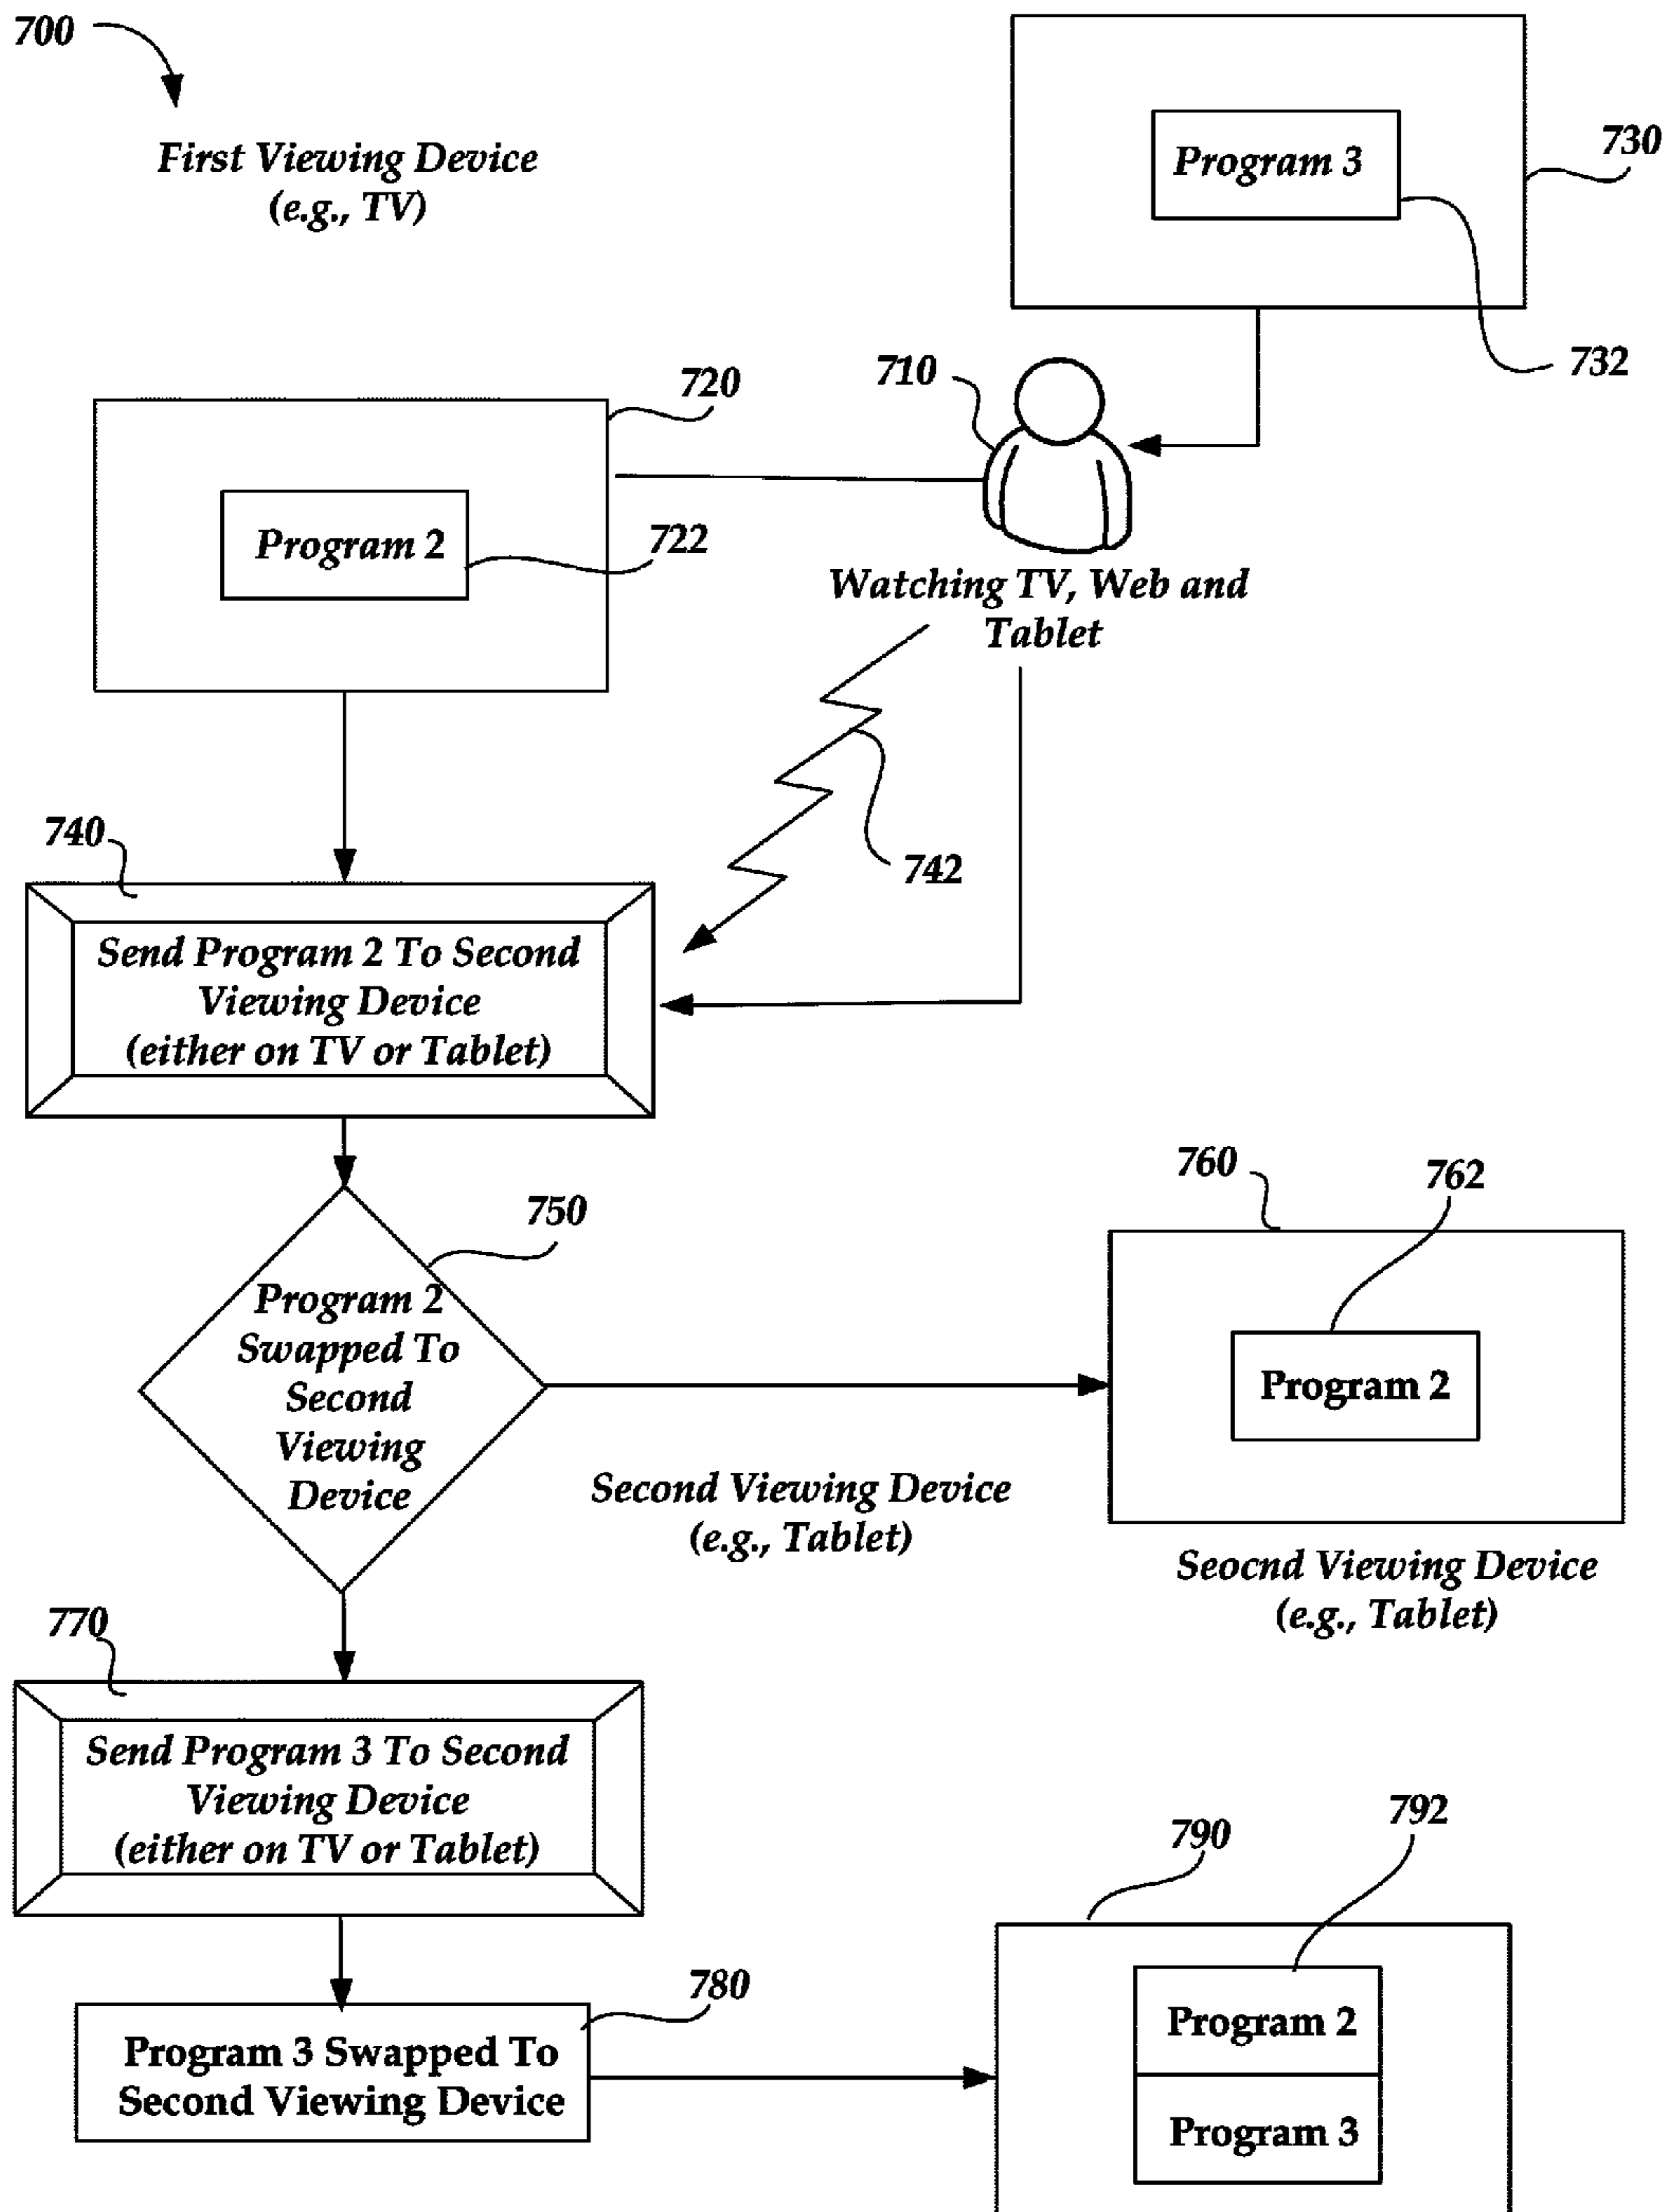 700
First Viewing Device
(e.g., TV)
Program 3
730
732
710
720
Program 2
722
Watching TV, Web and
Tablet
742
740
Send Program 2 To Second
Viewing Device
(either on TV or Tablet)
750
Program 2
Swapped To
Second
Viewing
Device
760
762
Program 2
Second Viewing Device
(e.g., Tablet)
Seocnd Viewing Device
(e.g., Tablet)
770
Send Program 3 To Second
Viewing Device
(either on TV or Tablet)
780
Program 3 Swapped To
Second Viewing Device
790
792
Program 2
Program 3